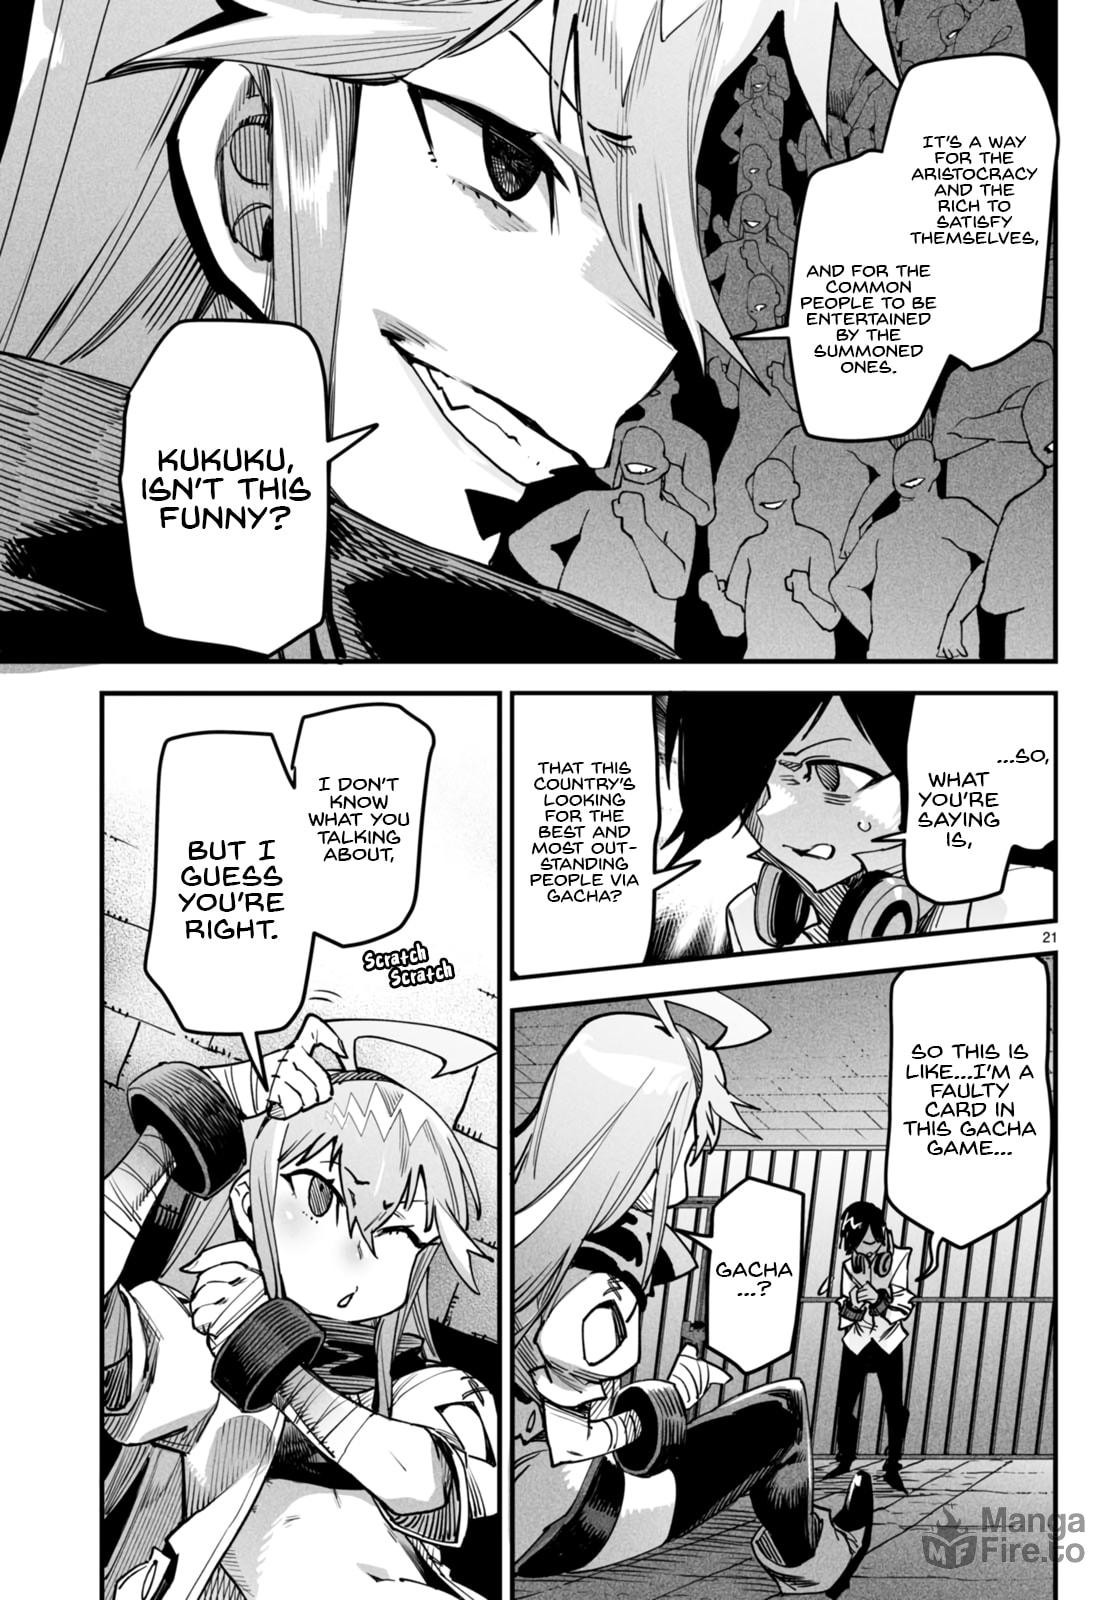 IT'S A WAY
FOR THE
ARISTOCRACY
AND THE
RICH TO
SATISFY
THEMSELVES,
AND FOR THE
COMMON
PEOPLE TO BE
ENTERTAINED
BY THE
SUMMONED
ONES.
KUKUKU,
ISN'T THIS
FUNNY?
...SO,
WHAT
YOU'RE
SAYING
IS,
THAT THIS
COUNTRY'S
LOOKING
FOR THE
BEST AND
MOST OUT-
STANDING
PEOPLE VIA
GACHA?
21
SO THIS IS
LIKE...I'M A
FAULTY
CARD IN
THIS GACHA
GAME...
GACHA
...?
I DON'T
KNOW
WHAT YOU
TALKING
ABOUT,
BUT I
GUESS
YOU'RE
RIGHT.
Scratch
Scratch
Manga
Fire.to
MF